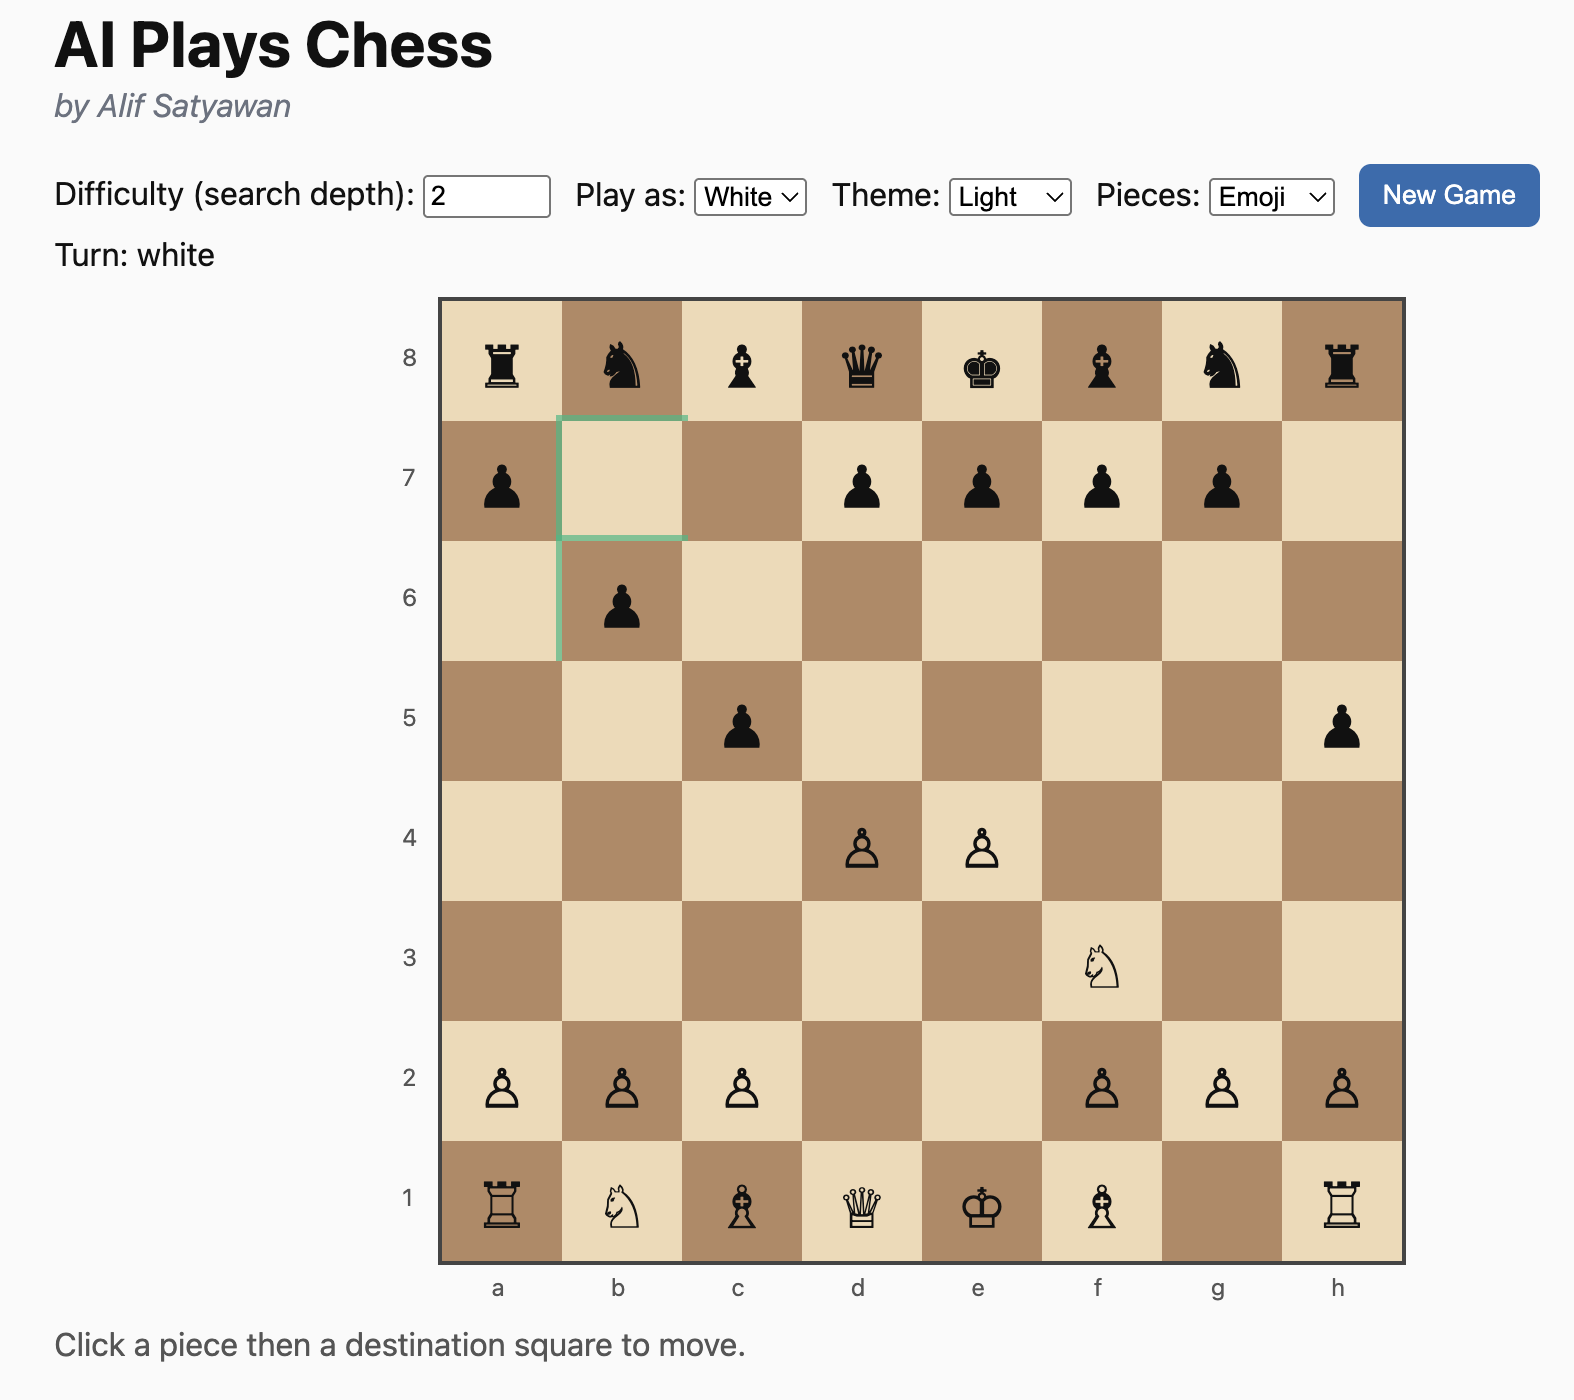 AI Plays Chess
by Alif Satyawan
Difficulty (search depth): 2 Play as: White Theme: Light Pieces: Emoji New Game
Turn: white
8
7
6
5
4
3
2
1
a b c d e f g h
Click a piece then a destination square to move.